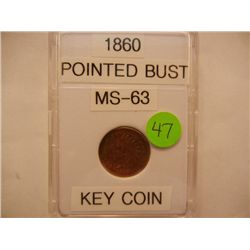 1860
POINTED BUST
MS-63
47
KEY COIN